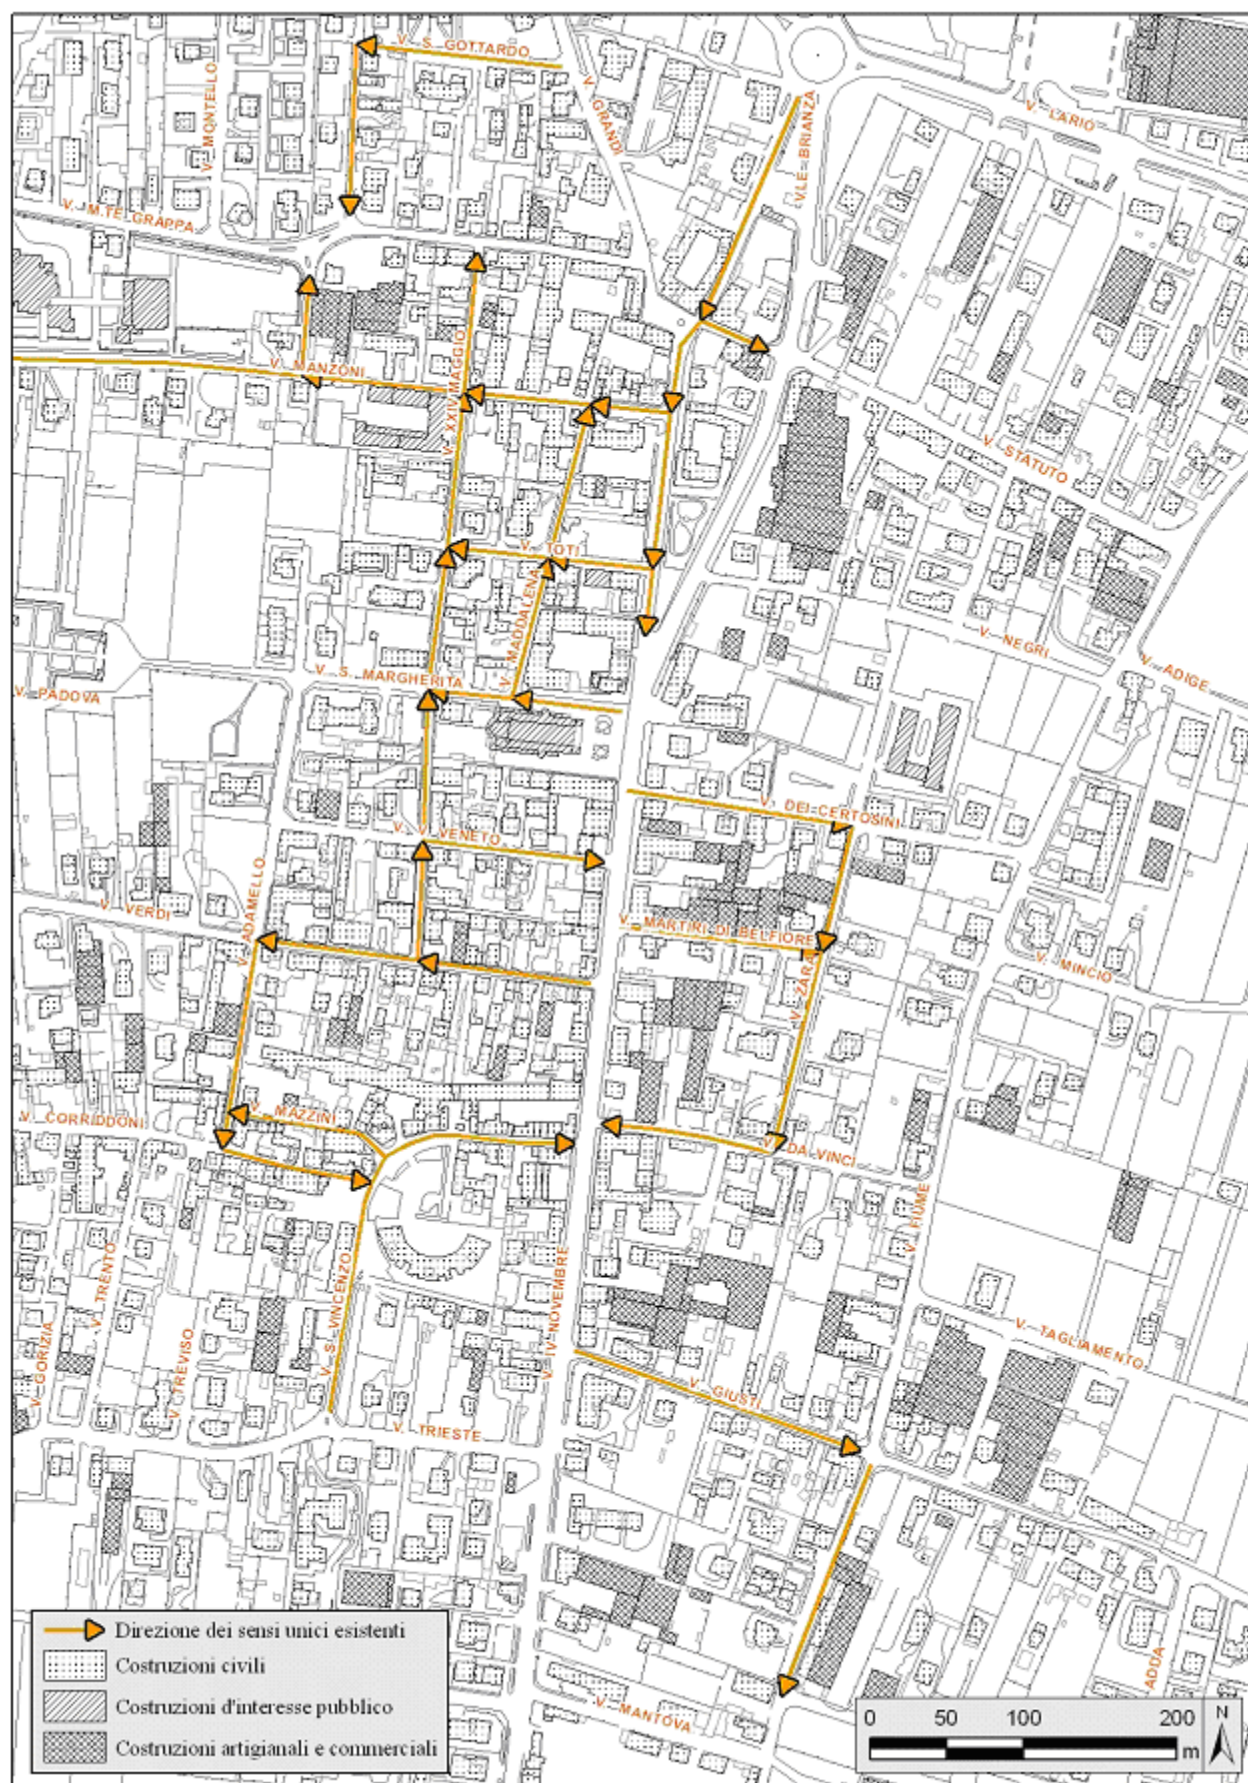 V. S. GOTTARDO
V. MONTELLO
V. GRANDI
V.LE BRIANZA
V. LARIO
V. M.TE GRAPPA
V. MANZONI
V. XXIV MAGGIO
V. STATUTO
V. TOTI
V. MADDALENA
V. NEGRI
V. ADIGE
V. S. MARGHERITA
V. PADOVA
V. DEI CERTOSINI
V. V. VENETO
V. ADAMELLO
V. VERDI
V. MARTIRI DI BELFIORE
V. ZARA
V. MINCIO
V. MAZZINI
V. CORRIDDONI
V. DA VINCI
V. FIUME
V. TRENTO
V. S. VINCENZO
V. IV NOVEMBRE
V. GORIZIA
V. TREVISO
V. TAGLIAMENTO
V. GIUSTI
V. TRIESTE
ADDA
V. MANTOVA
Direzione dei sensi unici esistenti
Costruzioni civili
Costruzioni d'interesse pubblico
Costruzioni artigianali e commerciali
0 50 100 200
m
N